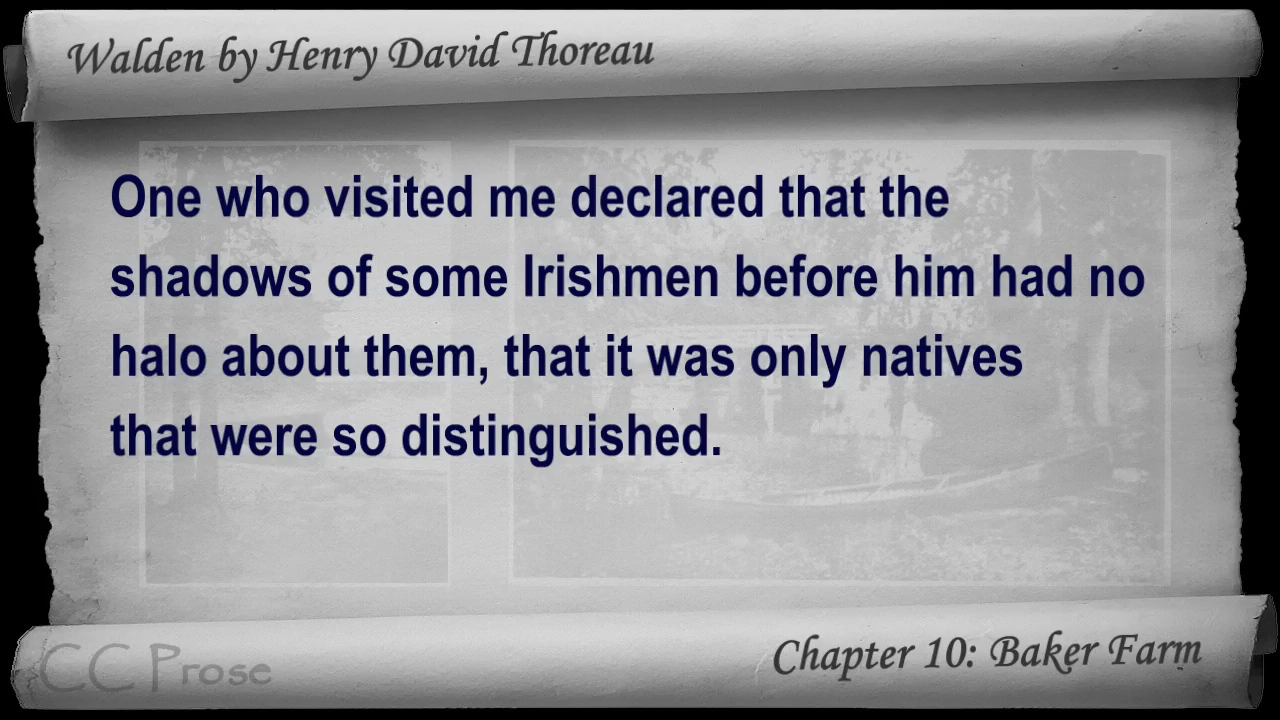 Walden by Henry David Thoreau
One who visited me declared that the
shadows of some Irishmen before him had no
halo about them, that it was only natives
that were so distinguished.
CC Prose
Chapter 10: Baker Farm